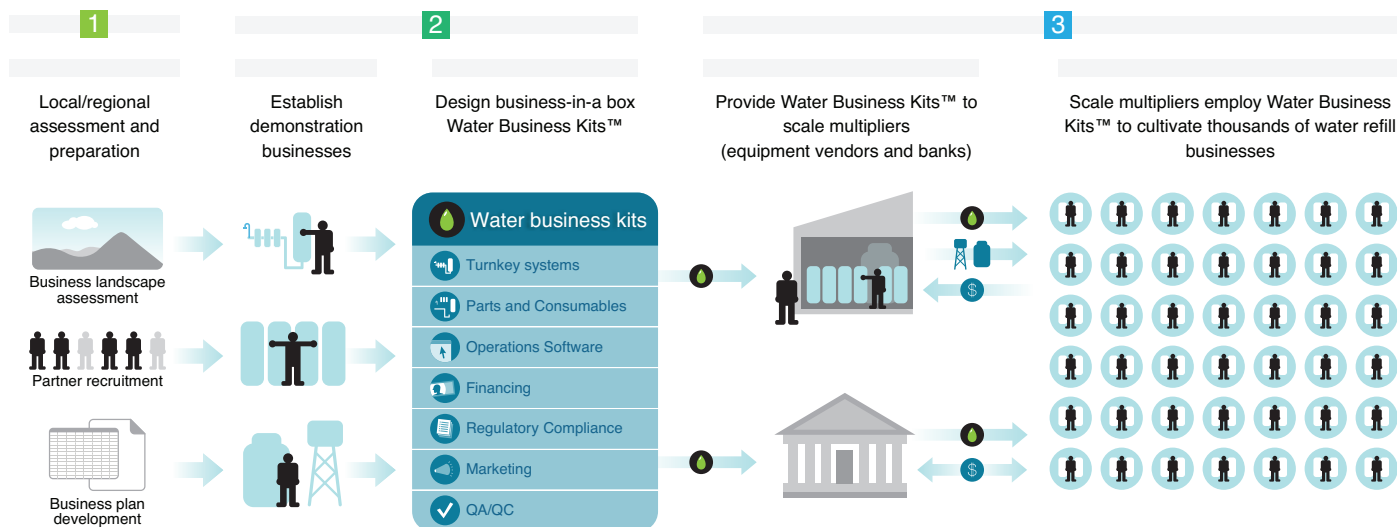 1
2
3
Local/regional
assessment and
preparation
Establish
demonstration
businesses
Design business-in-a box
Water Business Kits™
Provide Water Business Kits™ to
scale multipliers
(equipment vendors and banks)
Scale multipliers employ Water Business
Kits™ to cultivate thousands of water refill
businesses
Business landscape
assessment
Partner recruitment
Business plan
development
Water business kits
Turnkey systems
Parts and Consumables
Operations Software
Financing
Regulatory Compliance
Marketing
QA/QC
$
$